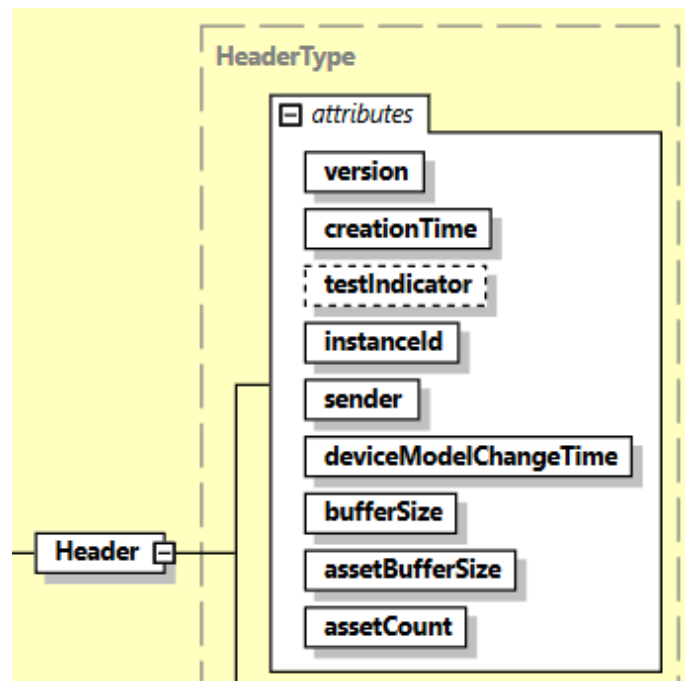 HeaderType
attributes
version
creationTime
testIndicator
instanceId
sender
deviceModelChangeTime
bufferSize
Header
assetBufferSize
assetCount